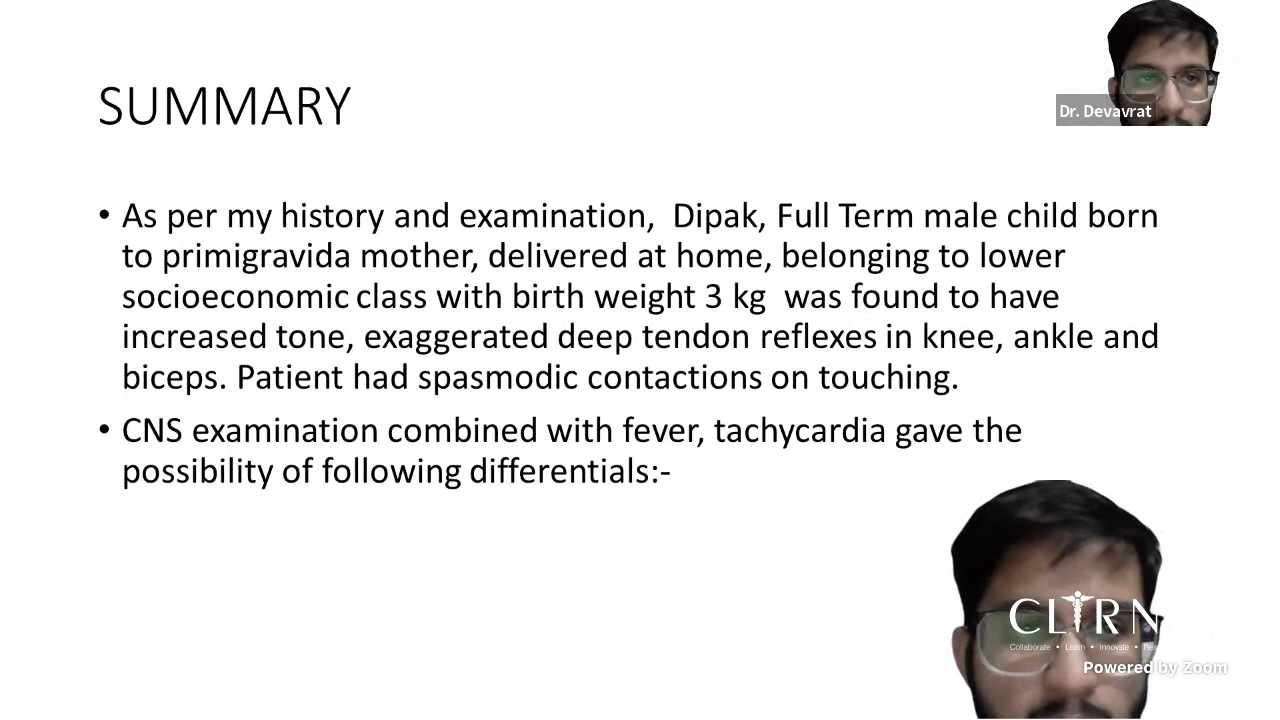 SUMMARY
Dr. Devavrat
• As per my history and examination,  Dipak, Full Term male child born
to primigravida mother, delivered at home, belonging to lower
socioeconomic class with birth weight 3 kg  was found to have
increased tone, exaggerated deep tendon reflexes in knee, ankle and
biceps. Patient had spasmodic contactions on touching.
• CNS examination combined with fever, tachycardia gave the
possibility of following differentials:-
CLIRN
Collaborate • Learn • Innovate •
Powered by Zoom